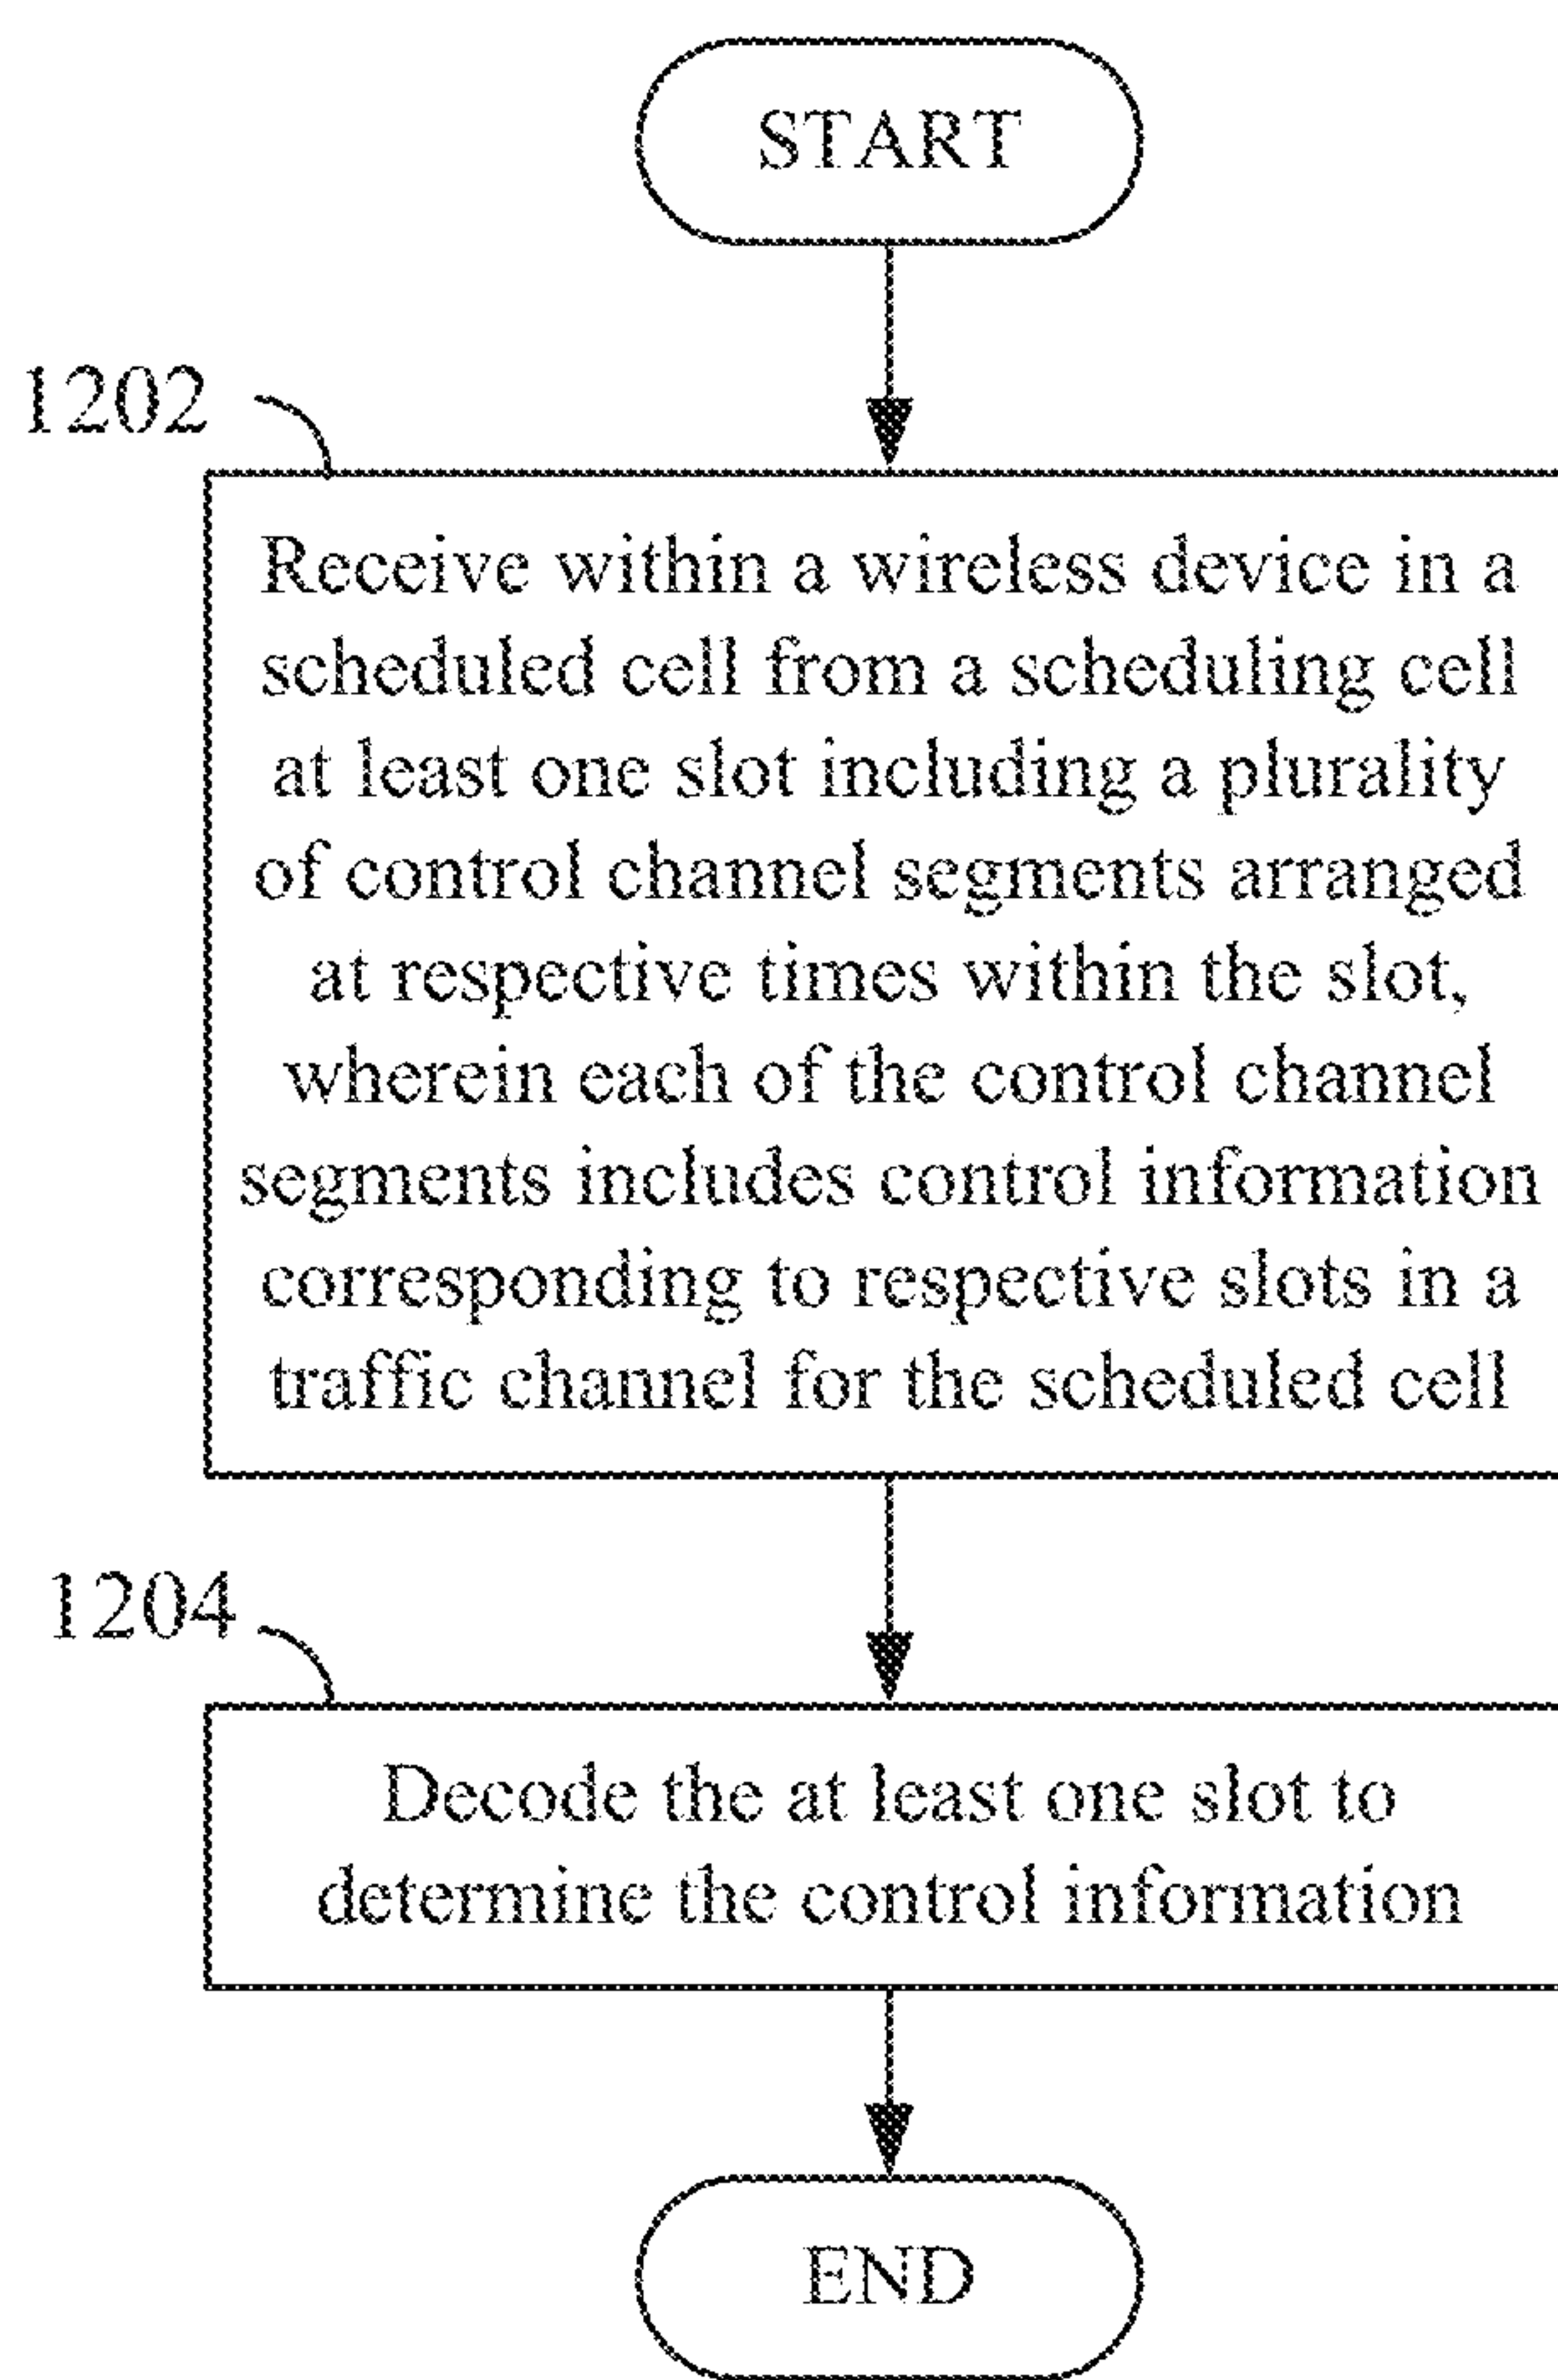 START
1202
Receive within a wireless device in a
scheduled cell from a scheduling cell
at least one slot including a plurality
of control channel segments arranged
at respective times within the slot,
wherein each of the control channel
segments includes control information
corresponding to respective slots in a
traffic channel for the scheduled cell
1204
Decode the at least one slot to
determine the control information
END